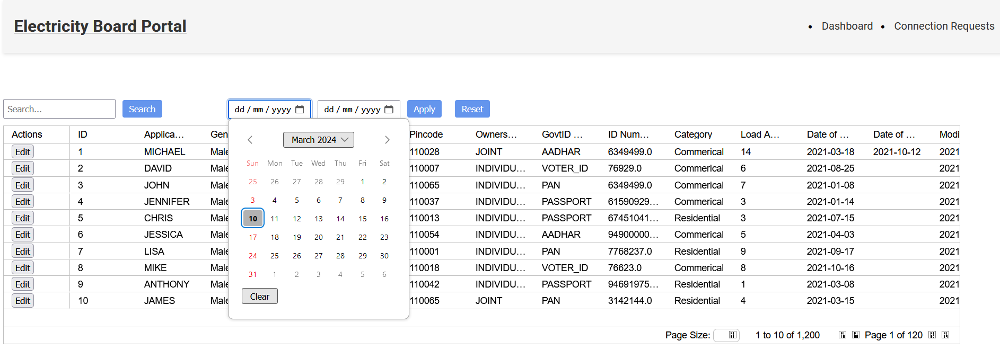 Electricity Board Portal
• Dashboard • Connection Requests
Search... Search dd/mm/yyyy dd/mm/yyyy Apply Reset
Actions ID Applica... Gen Pincode Owners... GovtID ... ID Num... Category Load A... Date of ... Date of ... Modi
Edit 1 MICHAEL Male 110028 JOINT AADHAR 6349499.0 Commerical 14 2021-03-18 2021-10-12 2021
Edit 2 DAVID Male 110007 INDIVIDU... VOTER_ID 76929.0 Commerical 6 2021-08-25 2021
Edit 3 JOHN Male 110065 INDIVIDU... PAN 6349499.0 Commerical 7 2021-01-08 2021
Edit 4 JENNIFER Male 110037 INDIVIDU... PASSPORT 61590929... Commerical 3 2021-01-14 2021
Edit 5 CHRIS Male 110013 INDIVIDU... PASSPORT 67451041... Residential 3 2021-07-15 2021
Edit 6 JESSICA Male 110054 INDIVIDU... AADHAR 94900000... Commerical 5 2021-04-03 2021
Edit 7 LISA Male 110001 INDIVIDU... PAN 7768237.0 Residential 9 2021-09-17 2021
Edit 8 MIKE Male 110018 INDIVIDU... VOTER_ID 76623.0 Commerical 8 2021-10-16 2021
Edit 9 ANTHONY Male 110042 INDIVIDU... PASSPORT 94691975... Residential 1 2021-03-08 2021
Edit 10 JAMES Male 110065 JOINT PAN 3142144.0 Residential 4 2021-03-15 2021
March 2024
Sun Mon Tue Wed Thu Fri Sat
25 26 27 28 29 1 2
3 4 5 6 7 8 9
10 11 12 13 14 15 16
17 18 19 20 21 22 23
24 25 26 27 28 29 30
31 1 2 3 4 5 6
Clear
Page Size: 1 to 10 of 1,200 Page 1 of 120